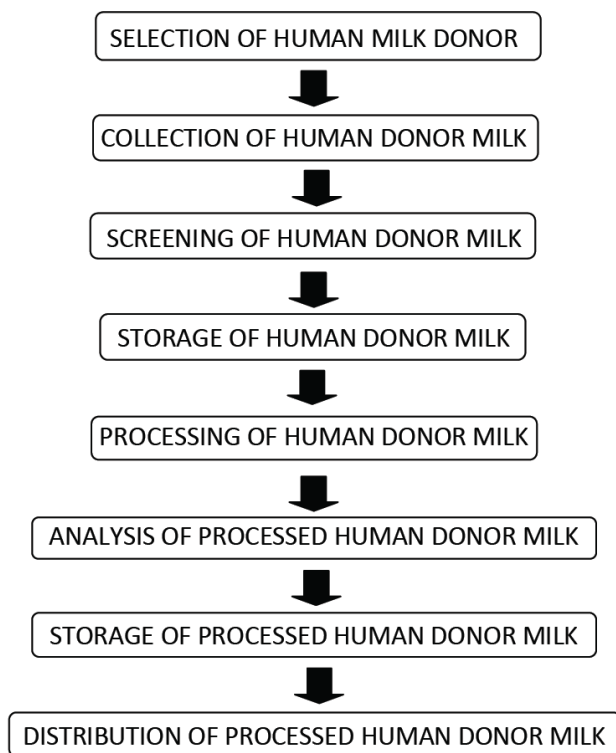 SELECTION OF HUMAN MILK DONOR
COLLECTION OF HUMAN DONOR MILK
SCREENING OF HUMAN DONOR MILK
STORAGE OF HUMAN DONOR MILK
PROCESSING OF HUMAN DONOR MILK
ANALYSIS OF PROCESSED HUMAN DONOR MILK
STORAGE OF PROCESSED HUMAN DONOR MILK
DISTRIBUTION OF PROCESSED HUMAN DONOR MILK